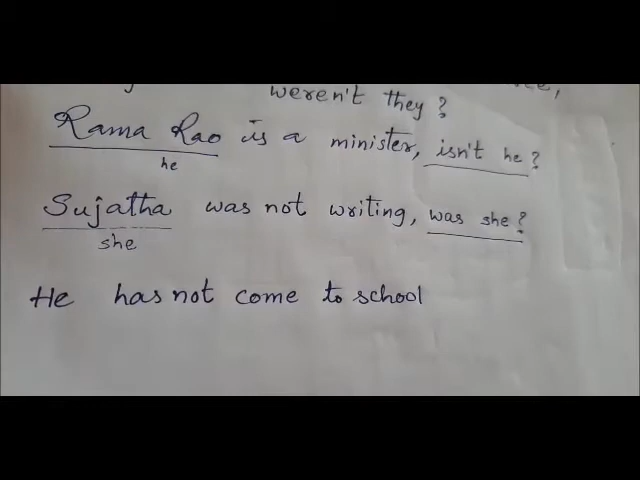 weren't they?
Rama Rao is a minister, isn't he?
he
Sujatha was not writing, was she?
she
He has not come to school